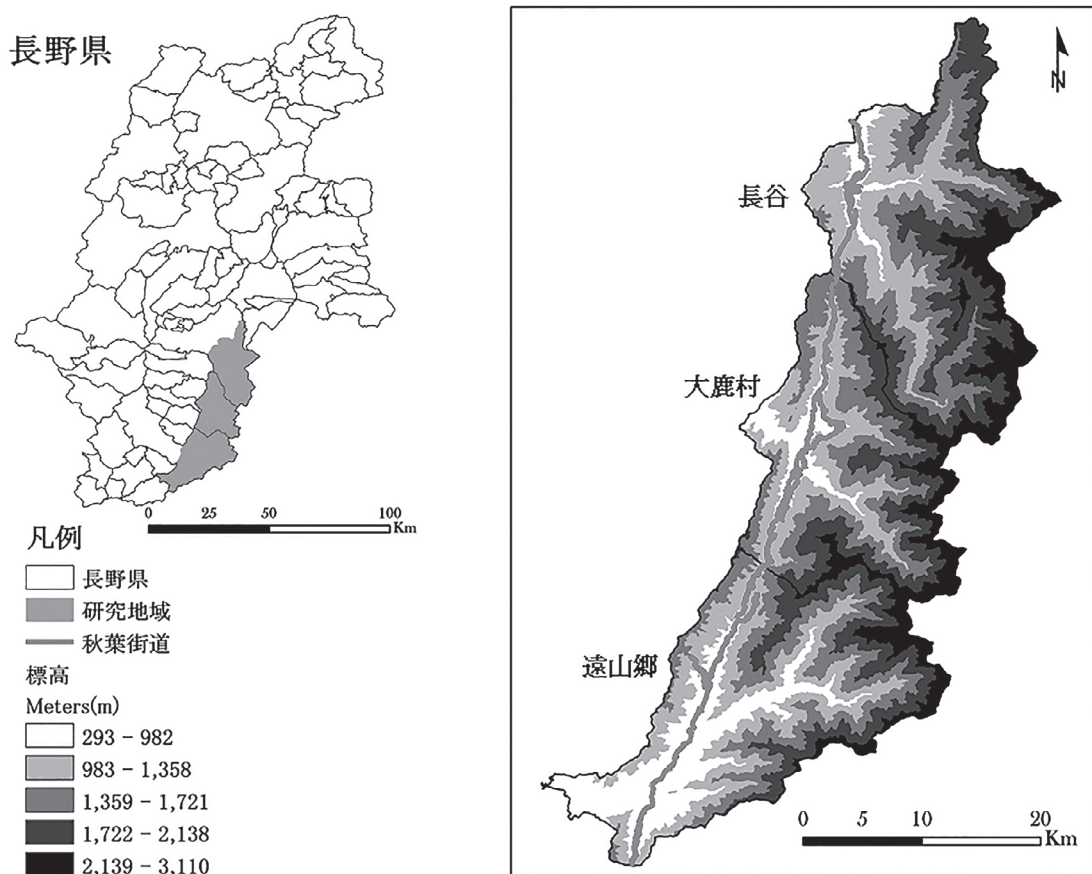 長野県
0 25 50 100
Km
凡例
長野県
研究地域
秋葉街道
標高
Meters(m)
293 - 982
983 - 1,358
1,359 - 1,721
1,722 - 2,138
2,139 - 3,110
N
長谷
大鹿村
遠山郷
0 5 10 20
Km